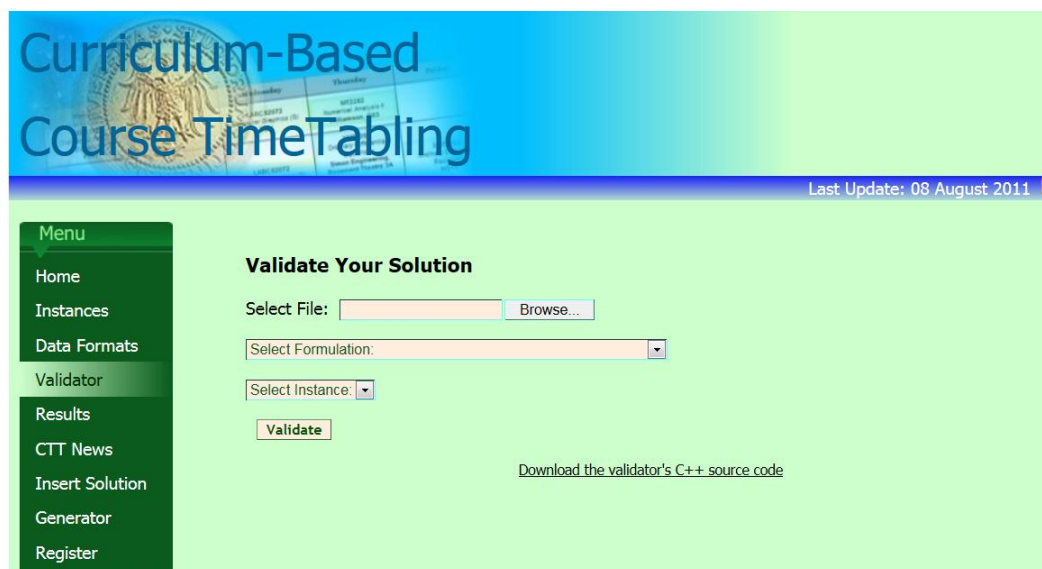 Curriculum-Based
Course TimeTabling
Last Update: 08 August 2011
Menu
Home
Instances
Data Formats
Validator
Results
CTT News
Insert Solution
Generator
Register
Validate Your Solution
Select File:
Browse...
Select Formulation:
Select Instance:
Validate
Download the validator's C++ source code